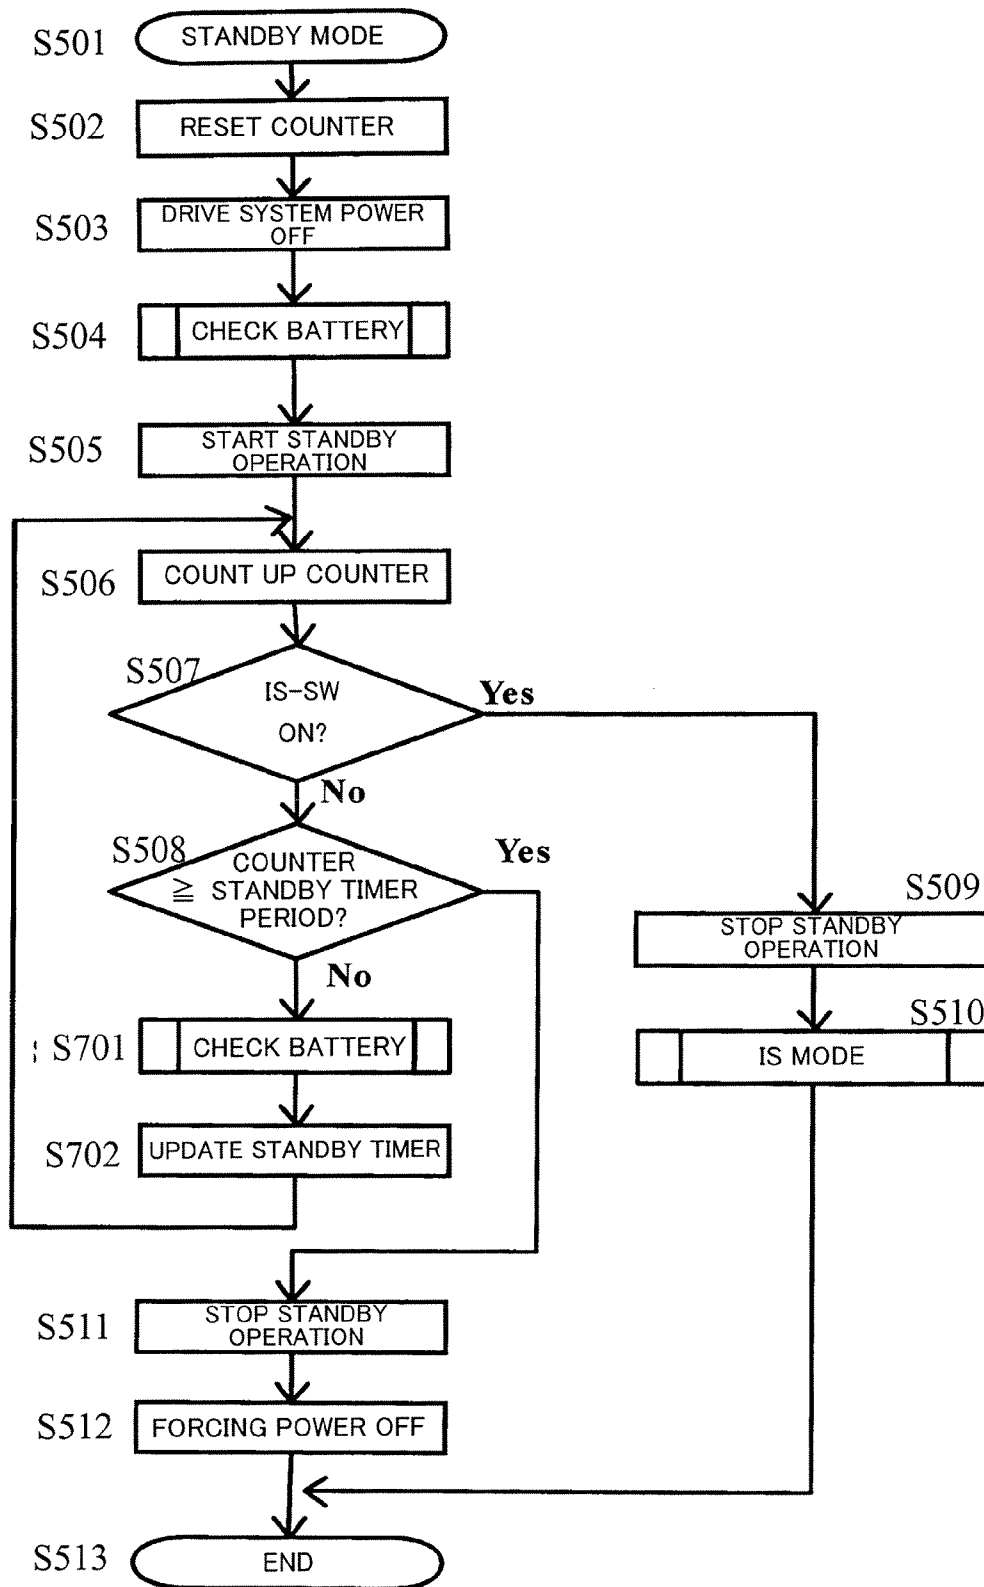 S501
STANDBY MODE
S502
RESET COUNTER
S503
DRIVE SYSTEM POWER
OFF
S504
CHECK BATTERY
S505
START STANDBY
OPERATION
S506
COUNT UP COUNTER
S507
IS-SW
ON?
Yes
No
S508
COUNTER
≧ STANDBY TIMER
PERIOD?
Yes
No
S509
STOP STANDBY
OPERATION
S510
IS MODE
S701
CHECK BATTERY
S702
UPDATE STANDBY TIMER
S511
STOP STANDBY
OPERATION
S512
FORCING POWER OFF
S513
END